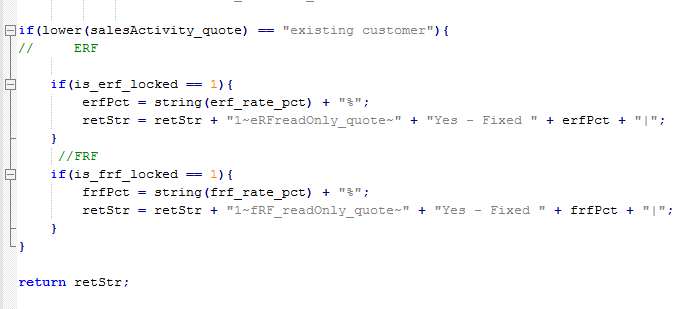 if(lower(salesActivity_quote) == "existing customer"){
//     ERF
    if(is_erf_locked == 1){
        erfPct = string(erf_rate_pct) + "%";
        retStr = retStr + "1~eRFreadOnly_quote~" + "Yes - Fixed " + erfPct + "|";
    }
     //FRF
    if(is_frf_locked == 1){
        frfPct = string(frf_rate_pct) + "%";
        retStr = retStr + "1~fRF_readOnly_quote~" + "Yes - Fixed " + frfPct + "|";
    }
}
return retStr;